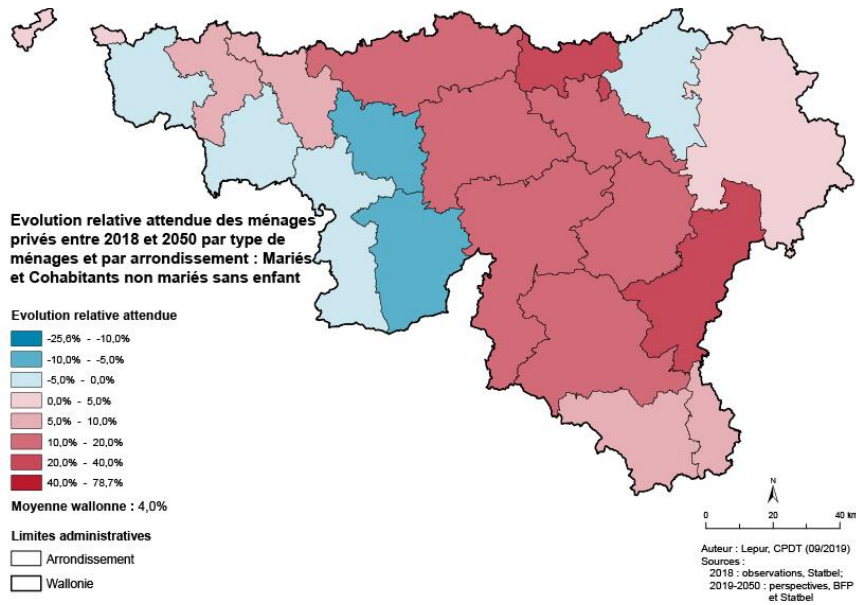 Evolution relative attendue des ménages
privés entre 2018 et 2050 par type de
ménages et par arrondissement : Mariés
et Cohabitants non mariés sans enfant
Evolution relative attendue
-25,6% - -10,0%
-10,0% - -5,0%
-5,0% - 0,0%
0,0% - 5,0%
5,0% - 10,0%
10,0% - 20,0%
20,0% - 40,0%
40,0% - 78,7%
Moyenne wallonne : 4,0%
Limites administratives
Arrondissement
Wallonie
N
0 20 40 km
Auteur : Lepur, CPDT (09/2019)
Sources :
2018 : observations, Statbel;
2019-2050 : perspectives, BFP
et Statbel